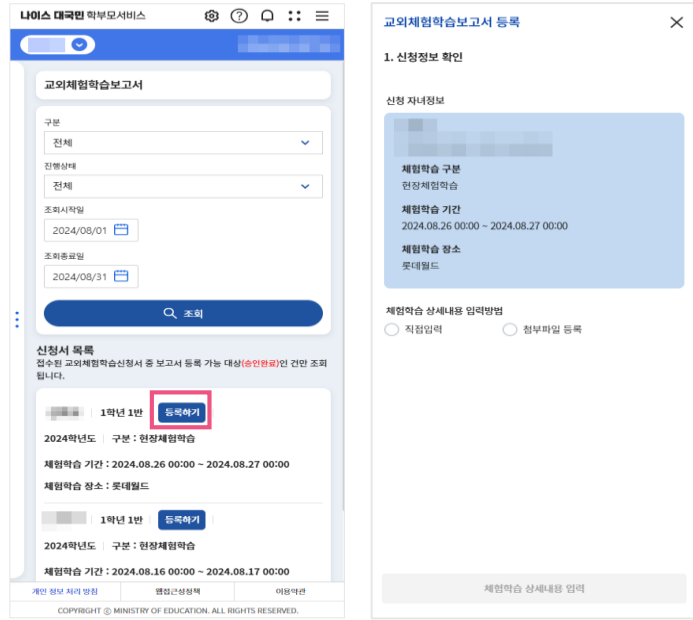 나이스 대국민 학부모서비스
교외체험학습보고서
구분
전체
진행상태
전체
조회시작일
2024/08/01
조회종료일
2024/08/31
조회
신청서 목록
접수된 교외체험학습신청서 중 보고서 등록 가능 대상(승인완료)인 건만 조회
됩니다.
1학년 1반 등록하기
2024학년도 구분 : 현장체험학습
체험학습 기간 : 2024.08.26 00:00 ~ 2024.08.27 00:00
체험학습 장소 : 롯데월드
1학년 1반 등록하기
2024학년도 구분 : 현장체험학습
체험학습 기간 : 2024.08.16 00:00 ~ 2024.08.17 00:00
개인 정보 처리 방침 웹접근성정책 이용약관
COPYRIGHT ⓒ MINISTRY OF EDUCATION. ALL RIGHTS RESERVED.
교외체험학습보고서 등록
1. 신청정보 확인
신청 자녀정보
체험학습 구분
현장체험학습
체험학습 기간
2024.08.26 00:00 ~ 2024.08.27 00:00
체험학습 장소
롯데월드
체험학습 상세내용 입력방법
직접입력 첨부파일 등록
체험학습 상세내용 입력